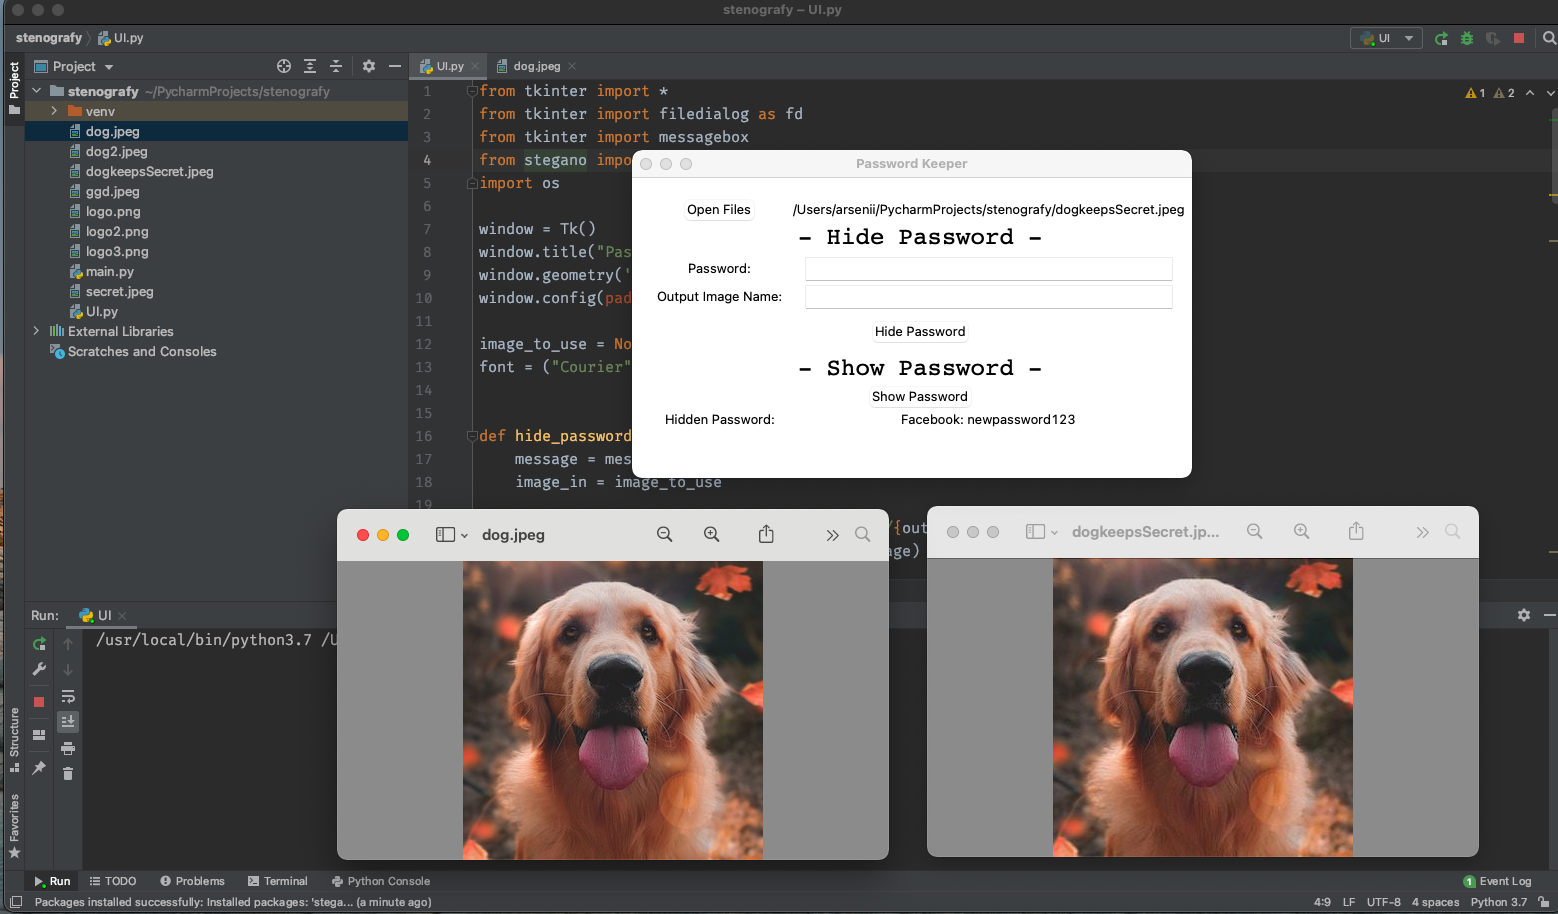 stenografy – UI.py
stenografy
UI.py
UI
Project
Project
UI.py
dog.jpeg
stenografy ~/PycharmProjects/stenografy
venv
dog.jpeg
dog2.jpeg
dogkeepsSecret.jpeg
ggd.jpeg
logo.png
logo2.png
logo3.png
main.py
secret.jpeg
UI.py
External Libraries
Scratches and Consoles
1 from tkinter import *
2 from tkinter import filedialog as fd
3 from tkinter import messagebox
4 from stegano impo
5 import os
6
7 window = Tk()
8 window.title("Pas
9 window.geometry('
10 window.config(pad
11
12 image_to_use = No
13 font = ("Courier"
14
15
16 def hide_password
17 message = mes
18 image_in = image_to_use
19
/{out
age)
1 2
Password Keeper
Open Files /Users/arsenii/PycharmProjects/stenografy/dogkeepsSecret.jpeg
- Hide Password -
Password:
Output Image Name:
Hide Password
- Show Password -
Show Password
Hidden Password: Facebook: newpassword123
dog.jpeg
dogkeepsSecret.jp...
Run: UI
/usr/local/bin/python3.7 /U
Structure
Favorites
Run TODO Problems Terminal Python Console
1 Event Log
Packages installed successfully: Installed packages: 'stega... (a minute ago)
4:9 LF UTF-8 4 spaces Python 3.7